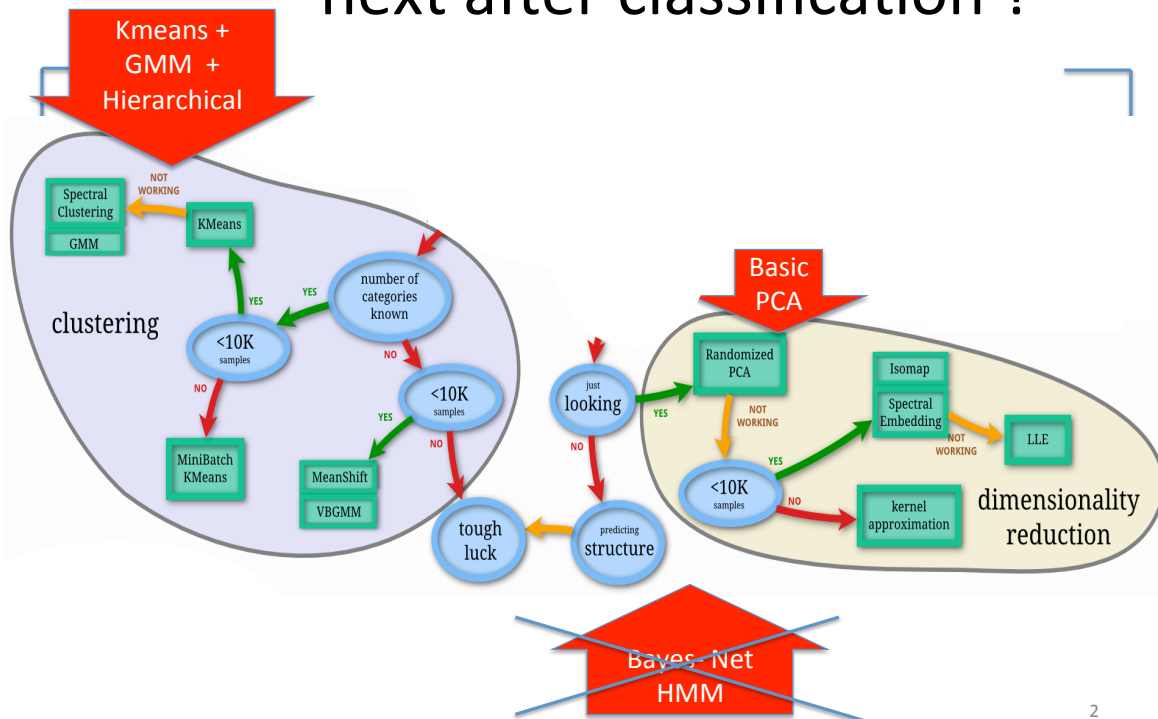 next after classification ?
Kmeans +
GMM +
Hierarchical
NOT
WORKING
Spectral
Clustering
GMM
KMeans
number of
categories
known
YES
YES
clustering
<10K
samples
NO
NO
<10K
samples
YES
NO
MiniBatch
KMeans
MeanShift
VBGMM
tough
luck
Basic
PCA
just
looking
YES
NO
predicting
structure
Randomized
PCA
NOT
WORKING
<10K
samples
YES
NO
Isomap
Spectral
Embedding
NOT
WORKING
LLE
kernel
approximation
dimensionality
reduction
Bayes- Net
HMM
2